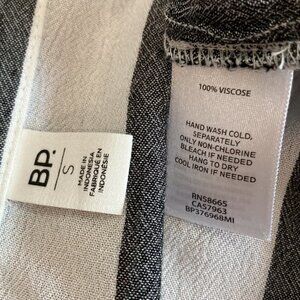 BP.
S
MADE IN
INDONESIA
FABRIQUÉ EN
INDONÉSIE
100% VISCOSE
HAND WASH COLD,
SEPARATELY
ONLY NON-CHLORINE
BLEACH IF NEEDED
HANG TO DRY
COOL IRON IF NEEDED
RN58665
CA57963
BP376968MI